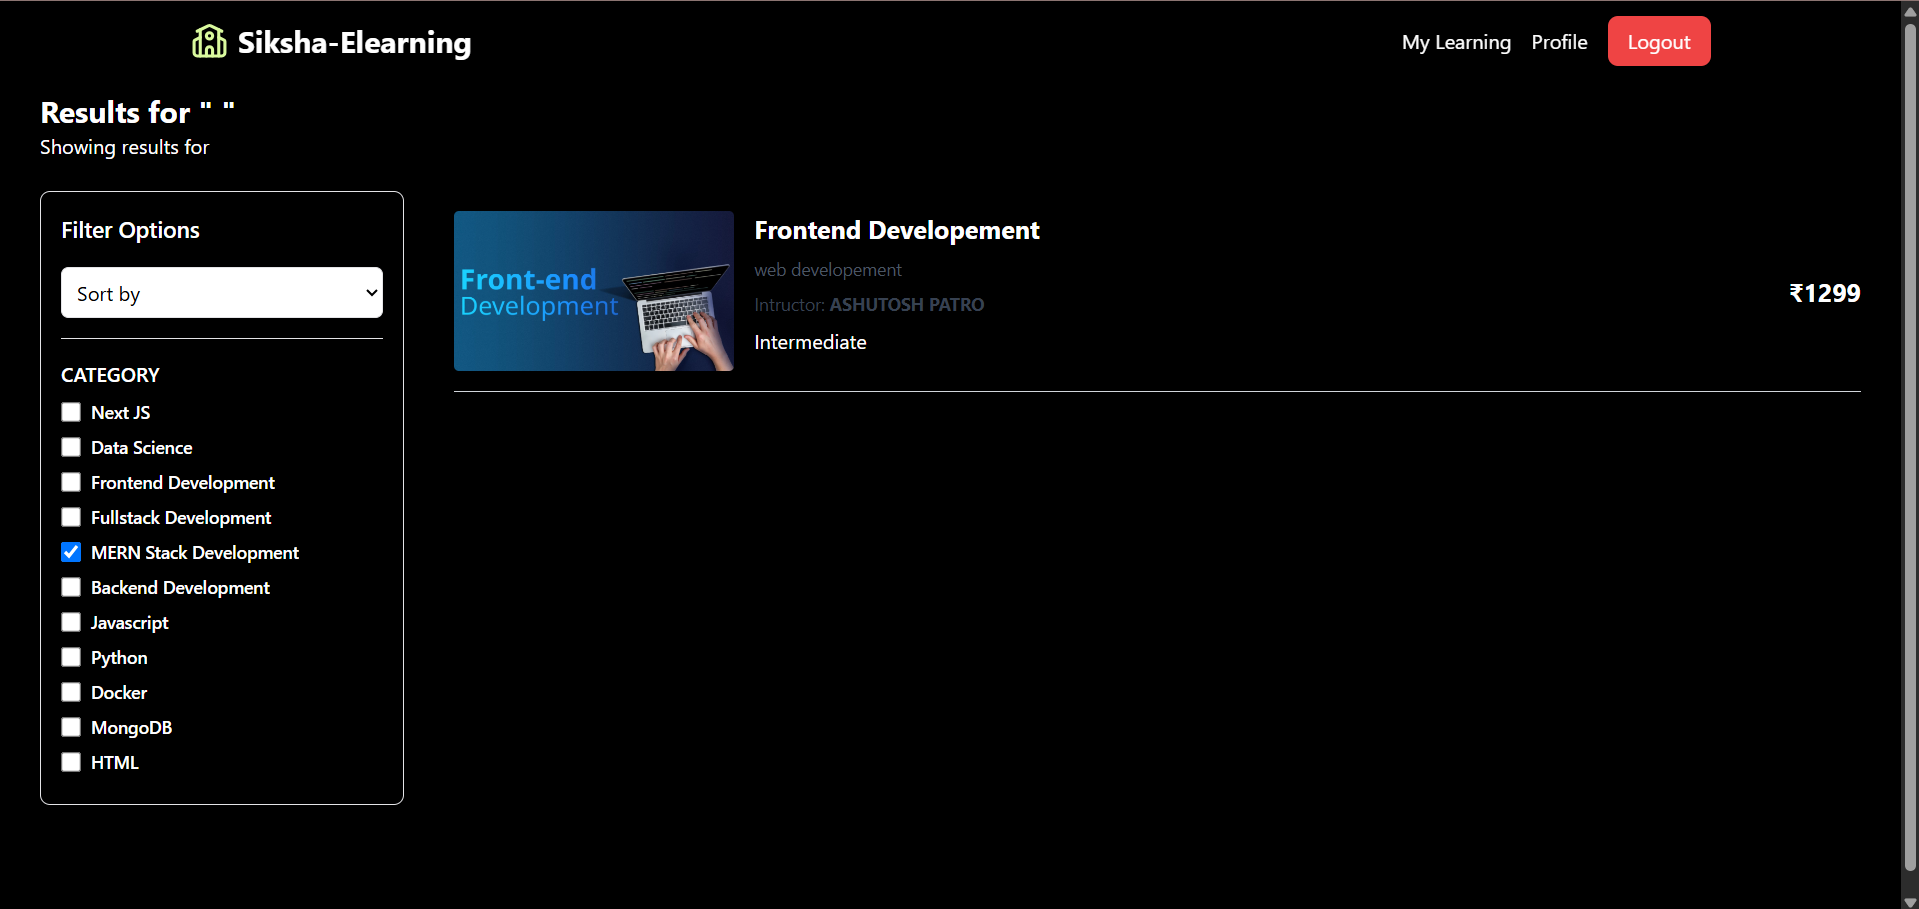 Siksha-Elearning
My Learning
Profile
Logout
Results for " "
Showing results for
Filter Options
Sort by
CATEGORY
Next JS
Data Science
Frontend Development
Fullstack Development
MERN Stack Development
Backend Development
Javascript
Python
Docker
MongoDB
HTML
Front-end
Development
Frontend Developement
web developement
Intructor: ASHUTOSH PATRO
Intermediate
₹1299